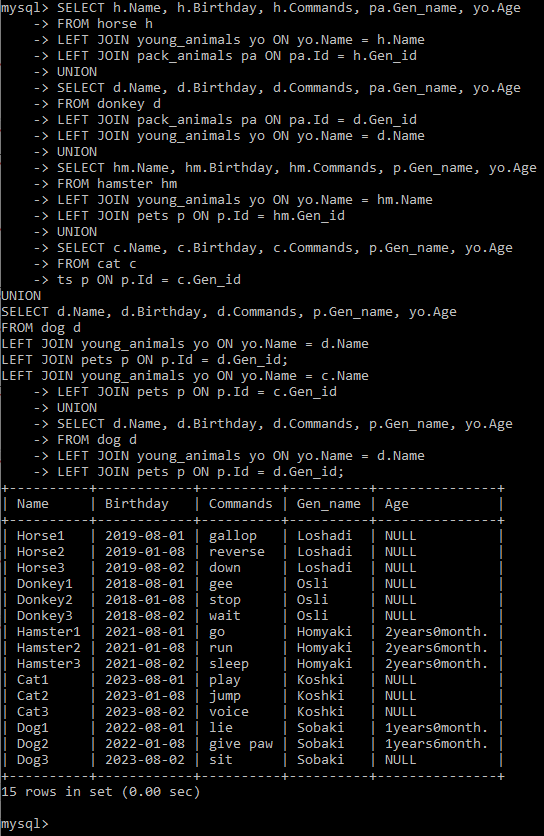 mysql> SELECT h.Name, h.Birthday, h.Commands, pa.Gen_name, yo.Age
    -> FROM horse h
    -> LEFT JOIN young_animals yo ON yo.Name = h.Name
    -> LEFT JOIN pack_animals pa ON pa.Id = h.Gen_id
    -> UNION
    -> SELECT d.Name, d.Birthday, d.Commands, pa.Gen_name, yo.Age
    -> FROM donkey d
    -> LEFT JOIN pack_animals pa ON pa.Id = d.Gen_id
    -> LEFT JOIN young_animals yo ON yo.Name = d.Name
    -> UNION
    -> SELECT hm.Name, hm.Birthday, hm.Commands, p.Gen_name, yo.Age
    -> FROM hamster hm
    -> LEFT JOIN young_animals yo ON yo.Name = hm.Name
    -> LEFT JOIN pets p ON p.Id = hm.Gen_id
    -> UNION
    -> SELECT c.Name, c.Birthday, c.Commands, p.Gen_name, yo.Age
    -> FROM cat c
    -> ts p ON p.Id = c.Gen_id
UNION
SELECT d.Name, d.Birthday, d.Commands, p.Gen_name, yo.Age
FROM dog d
LEFT JOIN young_animals yo ON yo.Name = d.Name
LEFT JOIN pets p ON p.Id = d.Gen_id;
LEFT JOIN young_animals yo ON yo.Name = c.Name
    -> LEFT JOIN pets p ON p.Id = c.Gen_id
    -> UNION
    -> SELECT d.Name, d.Birthday, d.Commands, p.Gen_name, yo.Age
    -> FROM dog d
    -> LEFT JOIN young_animals yo ON yo.Name = d.Name
    -> LEFT JOIN pets p ON p.Id = d.Gen_id;
+----------+------------+----------+----------+---------------+
| Name     | Birthday   | Commands | Gen_name | Age           |
+----------+------------+----------+----------+---------------+
| Horse1   | 2019-08-01 | gallop   | Loshadi  | NULL          |
| Horse2   | 2019-01-08 | reverse  | Loshadi  | NULL          |
| Horse3   | 2019-08-02 | down     | Loshadi  | NULL          |
| Donkey1  | 2018-08-01 | gee      | Osli     | NULL          |
| Donkey2  | 2018-01-08 | stop     | Osli     | NULL          |
| Donkey3  | 2018-08-02 | wait     | Osli     | NULL          |
| Hamster1 | 2021-08-01 | go       | Homyaki  | 2years0month. |
| Hamster2 | 2021-01-08 | run      | Homyaki  | 2years6month. |
| Hamster3 | 2021-08-02 | sleep    | Homyaki  | 2years0month. |
| Cat1     | 2023-08-01 | play     | Koshki   | NULL          |
| Cat2     | 2023-01-08 | jump     | Koshki   | NULL          |
| Cat3     | 2023-08-02 | voice    | Koshki   | NULL          |
| Dog1     | 2022-08-01 | lie      | Sobaki   | 1years0month. |
| Dog2     | 2022-01-08 | give paw | Sobaki   | 1years6month. |
| Dog3     | 2023-08-02 | sit      | Sobaki   | NULL          |
+----------+------------+----------+----------+---------------+
15 rows in set (0.00 sec)
mysql>